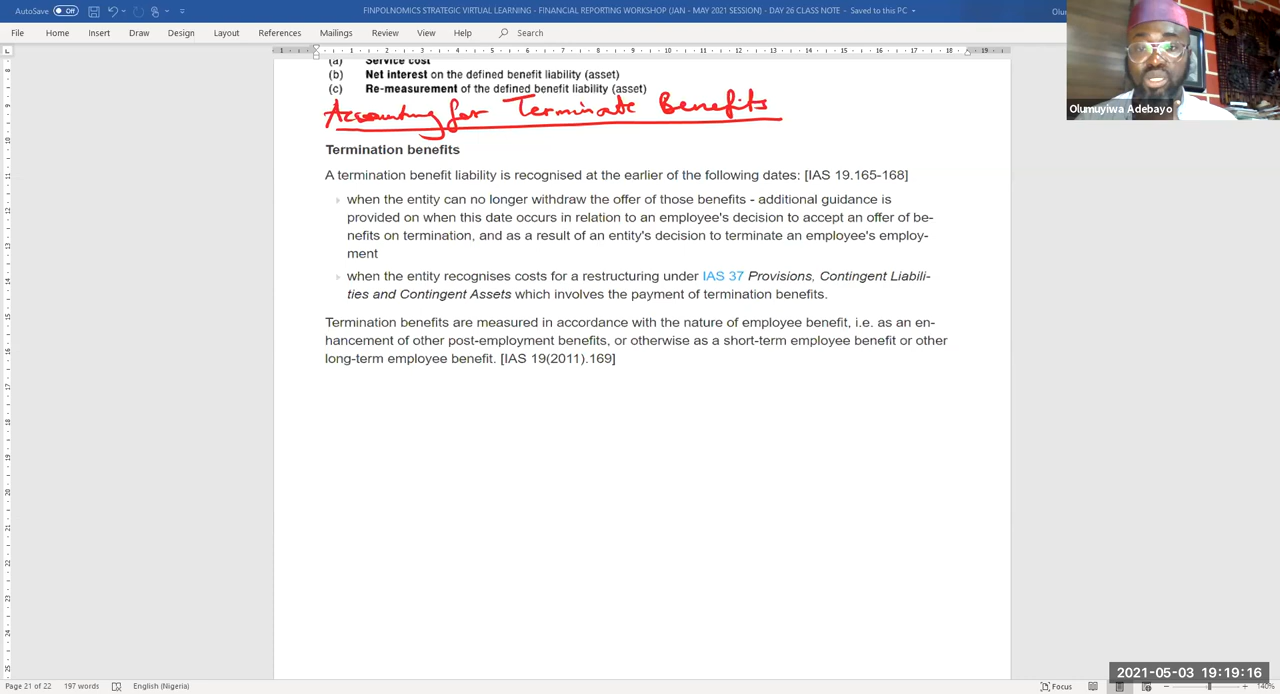 AutoSave Off
FINPOLNOMICS STRATEGIC VIRTUAL LEARNING - FINANCIAL REPORTING WORKSHOP (JAN - MAY 2021 SESSION) - DAY 26 CLASS NOTE - Saved to this PC
Olu
File Home Insert Draw Design Layout References Mailings Review View Help Search
Olumuyiwa Adebayo
(a) Service cost
(b) Net interest on the defined benefit liability (asset)
(c) Re-measurement of the defined benefit liability (asset)
Accounting for Terminate Benefits
Termination benefits
A termination benefit liability is recognised at the earlier of the following dates: [IAS 19.165-168]
when the entity can no longer withdraw the offer of those benefits - additional guidance is
provided on when this date occurs in relation to an employee's decision to accept an offer of be-
nefits on termination, and as a result of an entity's decision to terminate an employee's employ-
ment
when the entity recognises costs for a restructuring under IAS 37 Provisions, Contingent Liabili-
ties and Contingent Assets which involves the payment of termination benefits.
Termination benefits are measured in accordance with the nature of employee benefit, i.e. as an en-
hancement of other post-employment benefits, or otherwise as a short-term employee benefit or other
long-term employee benefit. [IAS 19(2011).169]
2021-05-03 19:19:16
Page 21 of 22 197 words English (Nigeria) Focus 140%